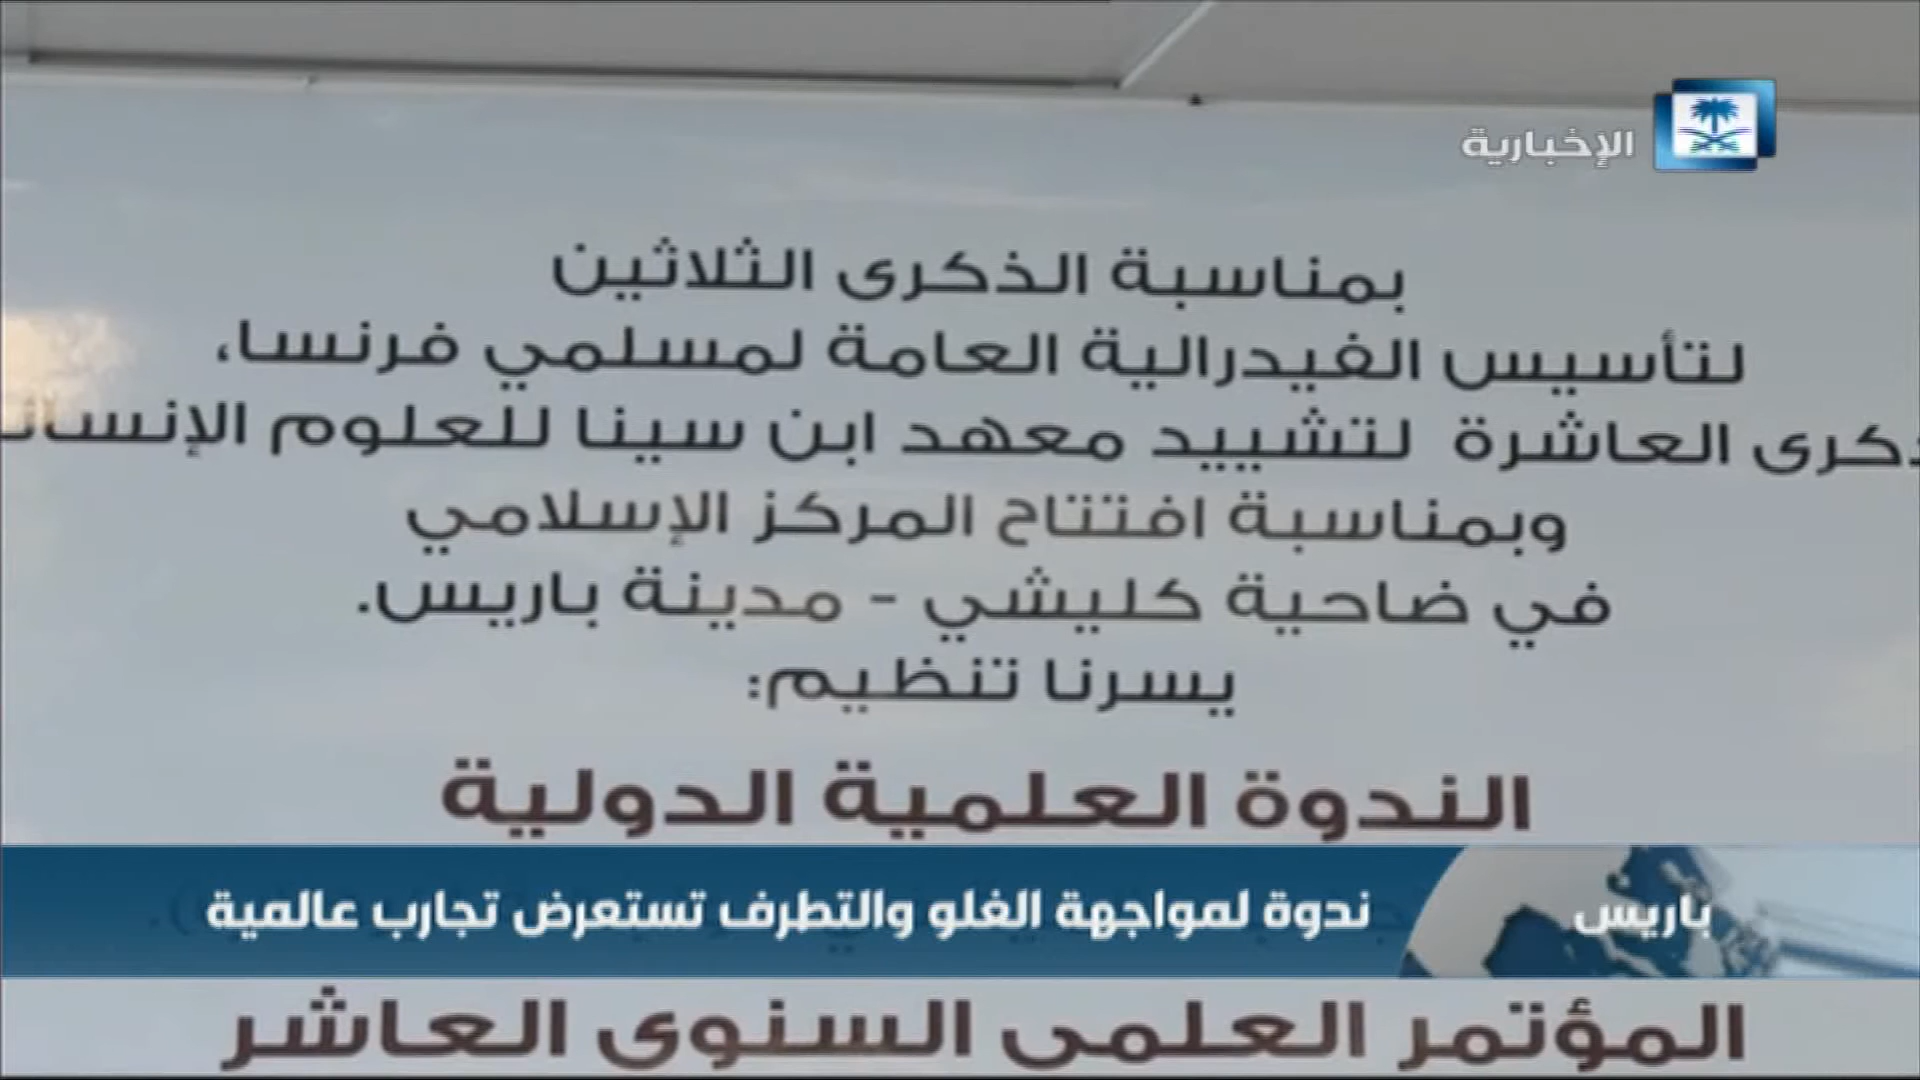 الإخبارية
بمناسبة الذكرى الثلاثين
لتأسيس الفيدرالية العامة لمسلمي فرنسا،
العاشرة لتشييد معهد ابن سينا للعلوم
وبمناسبة افتتاح المركز الإسلامي
في ضاحية كليشي - مدينة باريس.
يسرنا تنظيم:
الندوة العلمية الدولية
باريس
ندوة لمواجهة الغلو والتطرف تستعرض تجارب عالمية
المؤتمر العلمي السنوي العاشر